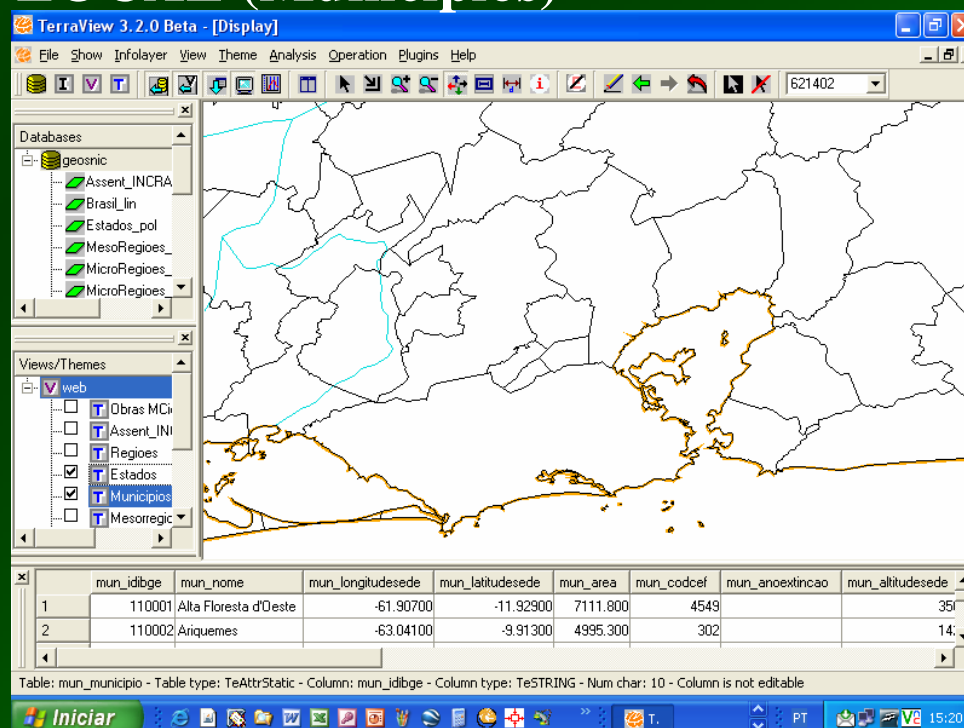 TerraView 3.2.0 Beta - [Display]
File Show Infolayer View Theme Analysis Operation Plugins Help
I V T 621402
Databases
geosnic
Assent_INCRA
Brasil_lin
Estados_pol
MesoRegioes_
MicroRegioes_
MicroRegioes_
Views/Themes
V web
T Obras MCi
T Assent_IN
T Regioes
T Estados
T Municipios
T Mesorregic
mun_idibge mun_nome mun_longitudesede mun_latitudesede mun_area mun_codcef mun_anoextincao mun_altitudesede
1 110001 Alta Floresta d'Oeste -61.90700 -11.92900 7111.800 4549 350
2 110002 Ariquemes -63.04100 -9.91300 4995.300 302 14
Table: mun_municipio - Table type: TeAttrStatic - Column: mun_idibge - Column type: TeSTRING - Num char: 10 - Column is not editable
Iniciar T. PT 15:20